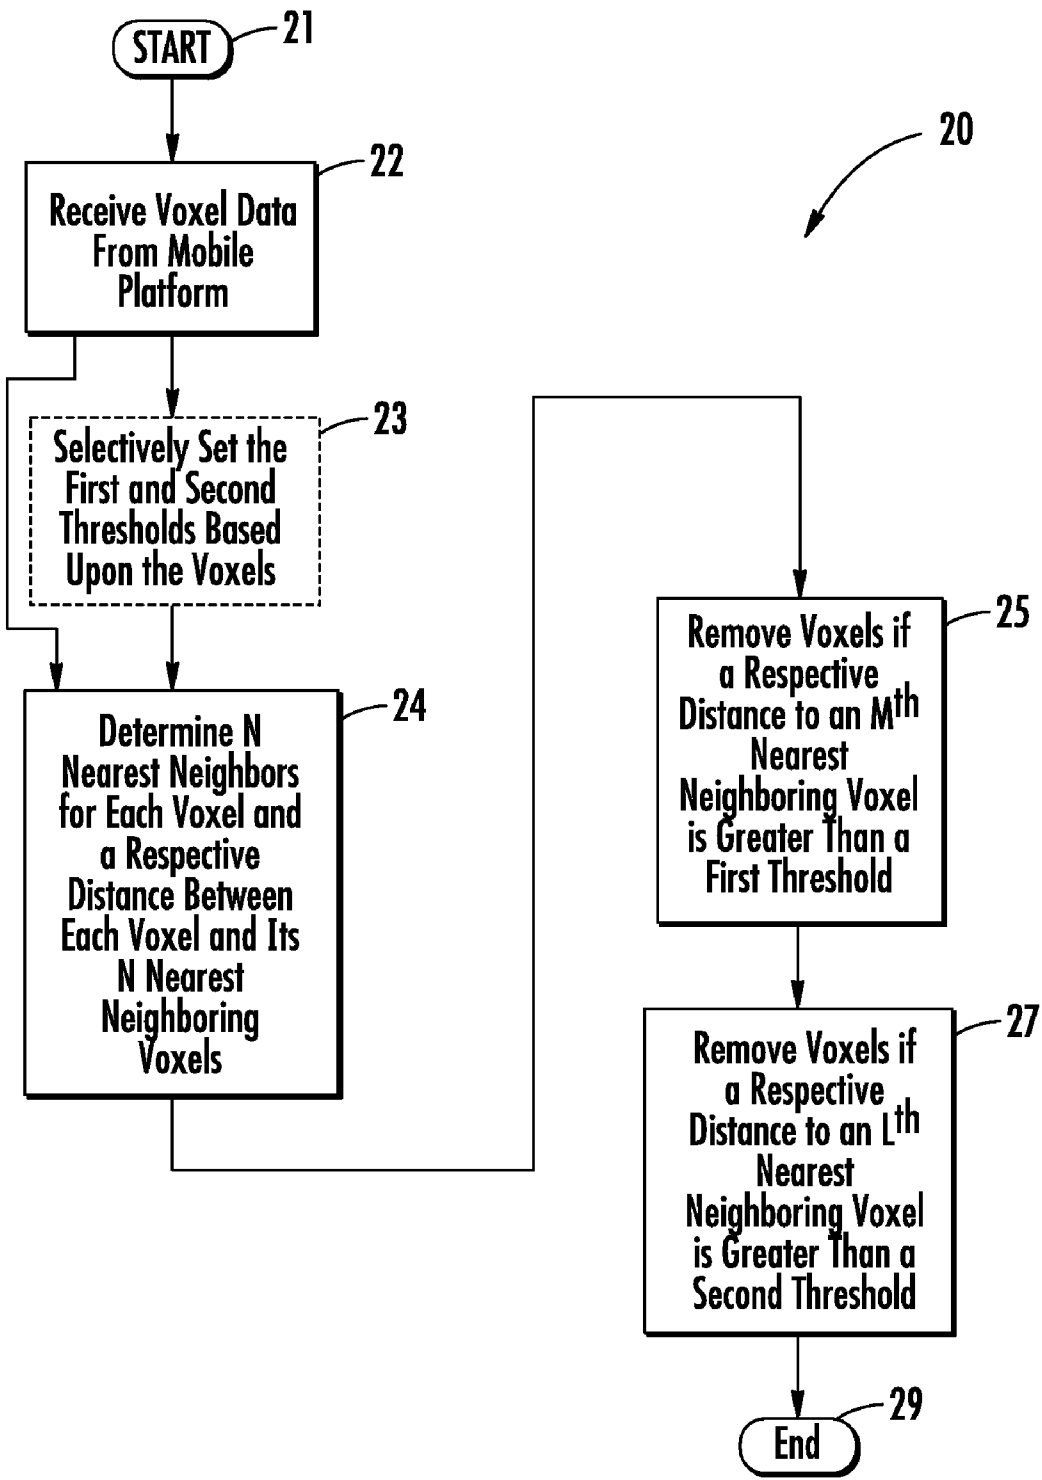 START
21
20
22
Receive Voxel Data
From Mobile
Platform
23
Selectively Set the
First and Second
Thresholds Based
Upon the Voxels
24
Determine N
Nearest Neighbors
for Each Voxel and
a Respective
Distance Between
Each Voxel and Its
N Nearest
Neighboring
Voxels
25
Remove Voxels if
a Respective
Distance to an Mth
Nearest
Neighboring Voxel
is Greater Than a
First Threshold
27
Remove Voxels if
a Respective
Distance to an Lth
Nearest
Neighboring Voxel
is Greater Than a
Second Threshold
29
End